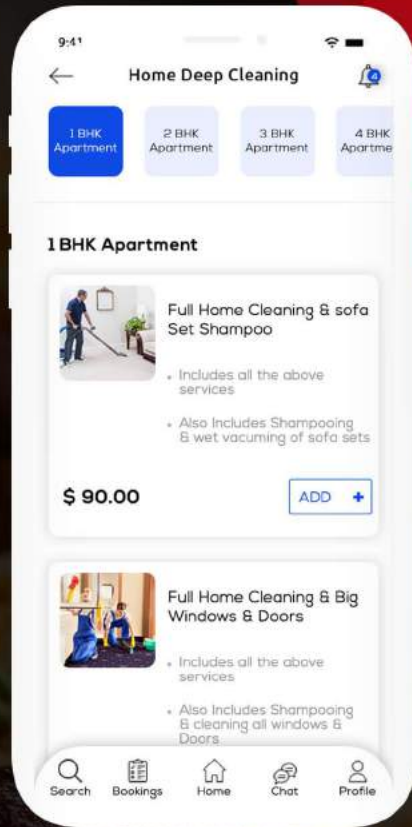 9:41
Home Deep Cleaning
4
1 BHK
Apartment
2 BHK
Apartment
3 BHK
Apartment
4 BHK
Apartme
1 BHK Apartment
Full Home Cleaning & sofa
Set Shampoo
• Includes all the above
services
• Also Includes Shampooing
& wet vacuming of sofa sets
$ 90.00
ADD +
Full Home Cleaning & Big
Windows & Doors
• Includes all the above
services
• Also Includes Shampooing
& cleaning all windows &
Doors
Search
Bookings
Home
Chat
Profile